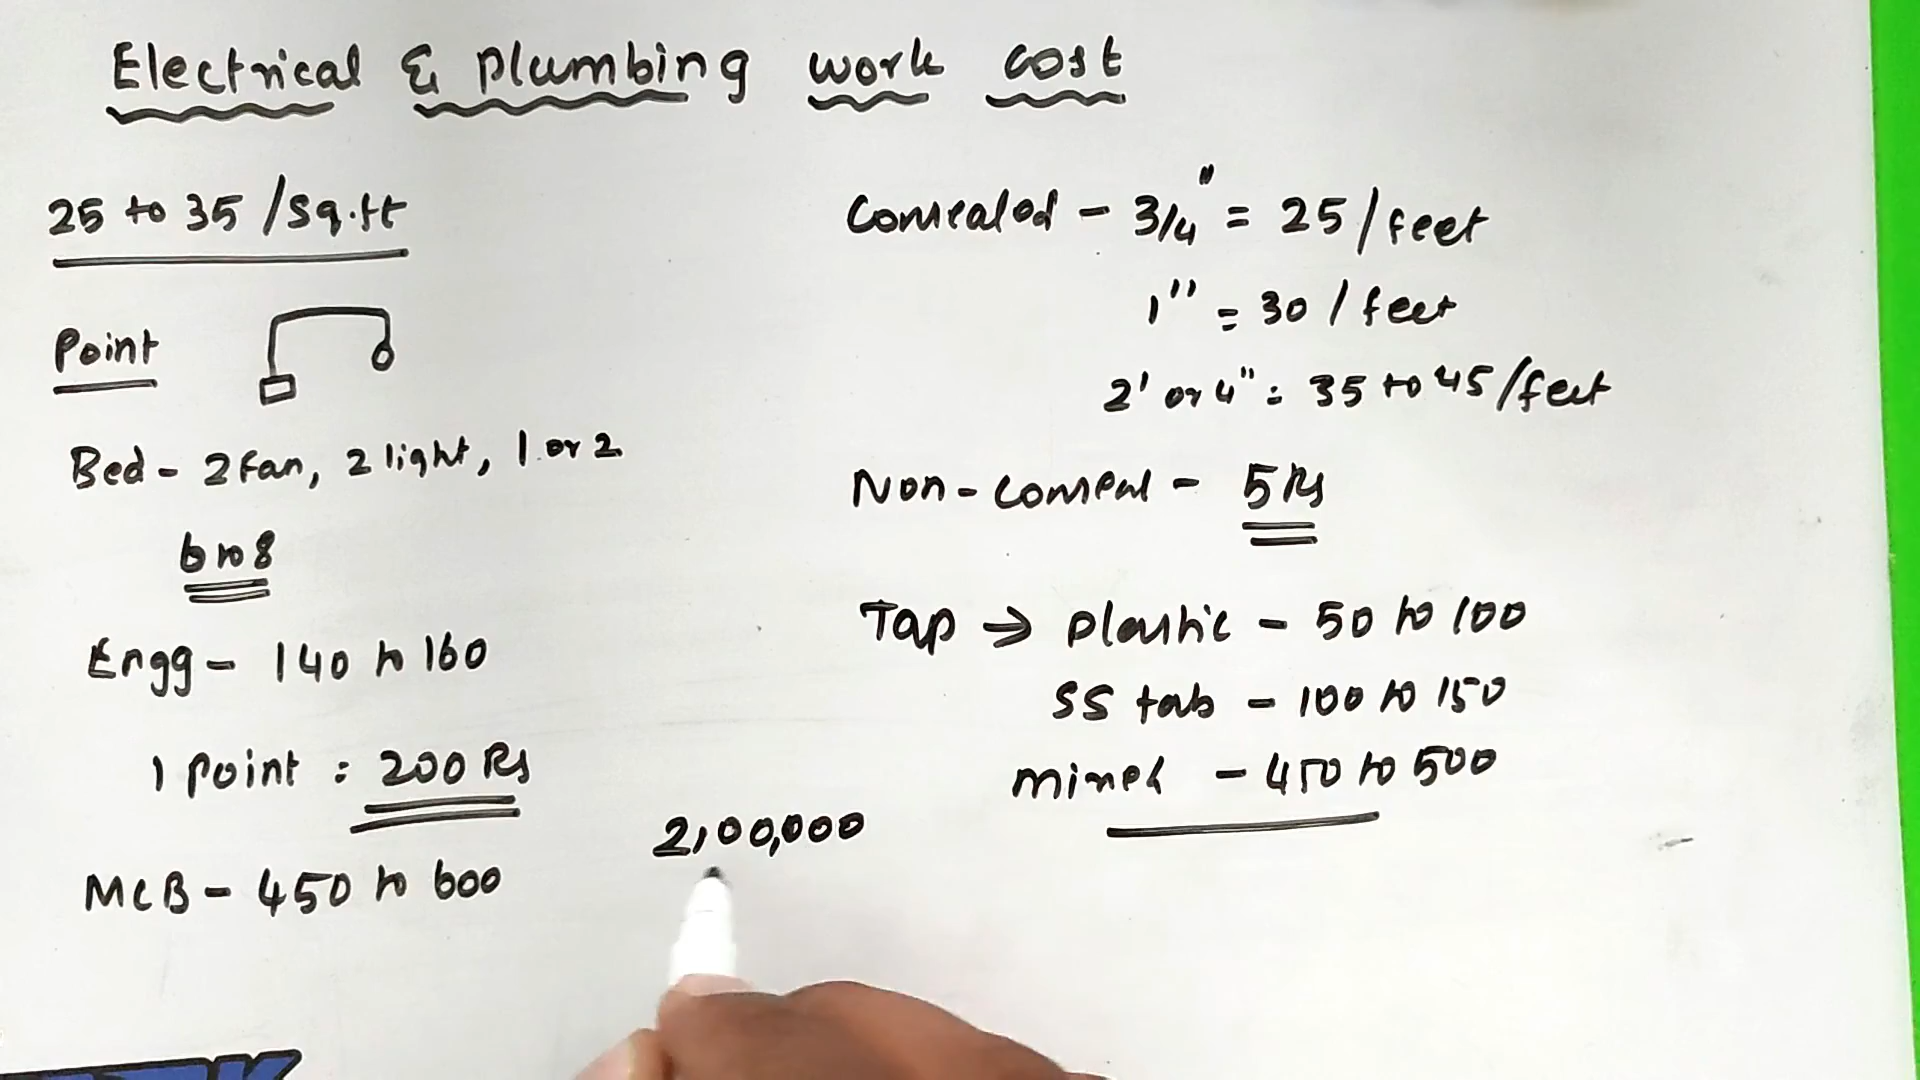 Electrical & Plumbing work cost
25 to 35 /sq.ft
Point
Bed - 2 Fan, 2 light, 1 or 2
6 to 8
Engg - 140 to 160
1 Point = 200 Rs
MCB - 450 to 600
2,00,000
Concealed - 3/4" = 25 / feet
1" = 30 / feet
2' or 4" = 35 to 45 / feet
Non-conceal - 5 Rs
Tap → Plastic - 50 to 100
SS tab - 100 to 150
mixed - 450 to 500